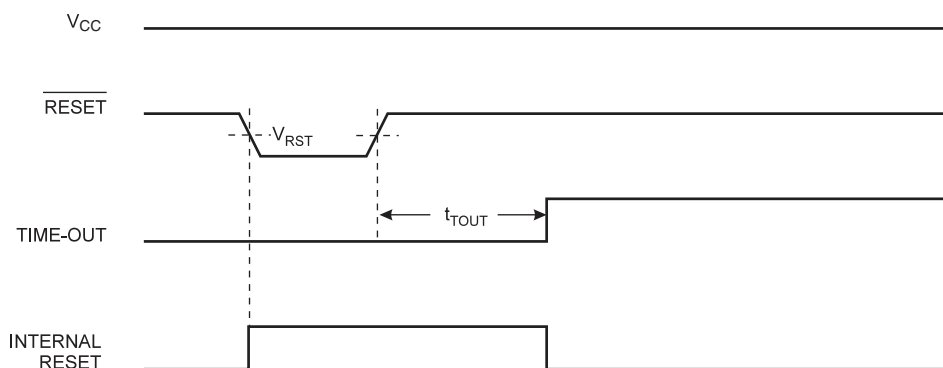 VCC
RESET
VRST
tTOUT
TIME-OUT
INTERNAL
RESET